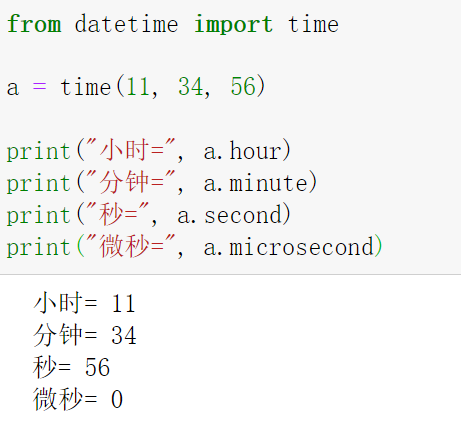 from datetime import time
a = time(11, 34, 56)
print("小时=", a.hour)
print("分钟=", a.minute)
print("秒=", a.second)
print("微秒=", a.microsecond)
小时= 11
分钟= 34
秒= 56
微秒= 0